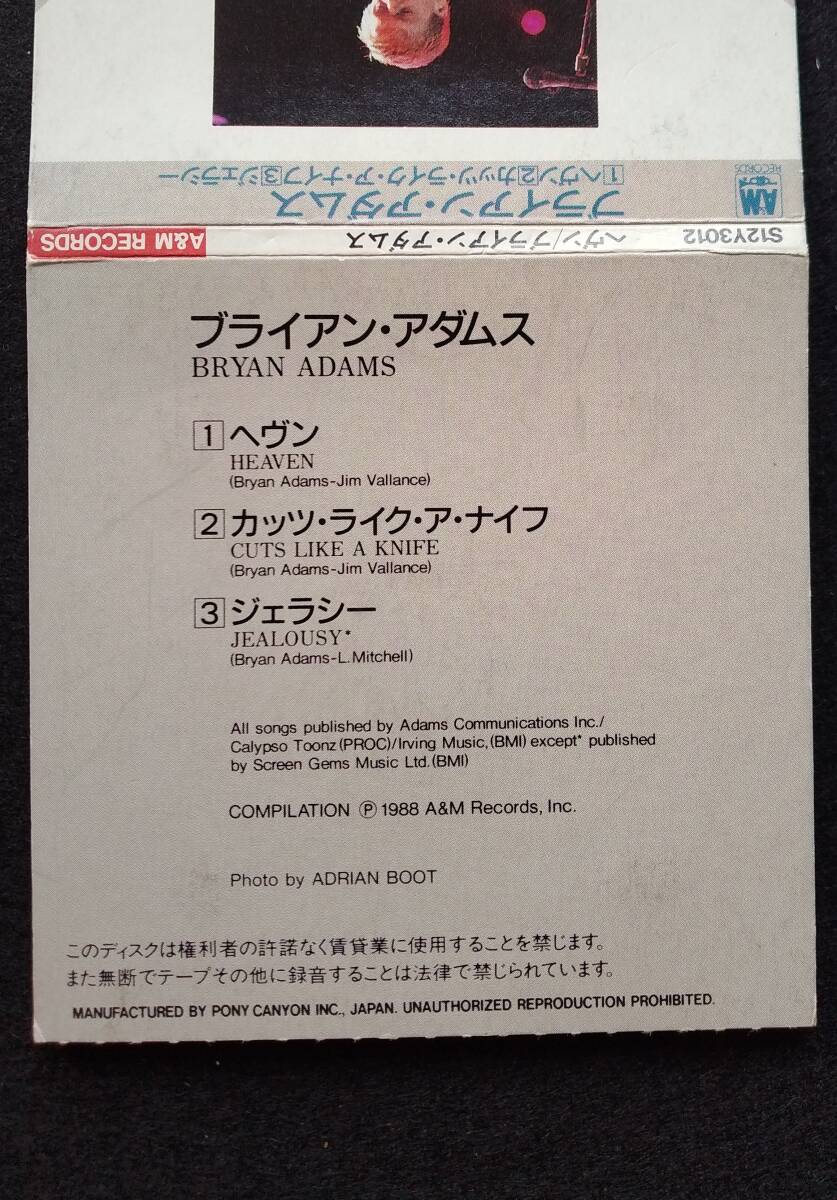 A&M
RECORDS
ブライアン・アダムス
1ヘヴン2カッツ・ライク・ア・ナイフ3ジェラシー
S12Y3012 ヘヴン/ブライアン・アダムス A&M RECORDS
ブライアン・アダムス
BRYAN ADAMS
1 ヘヴン
HEAVEN
(Bryan Adams-Jim Vallance)
2 カッツ・ライク・ア・ナイフ
CUTS LIKE A KNIFE
(Bryan Adams-Jim Vallance)
3 ジェラシー
JEALOUSY*
(Bryan Adams-L.Mitchell)
All songs published by Adams Communications Inc./
Calypso Toonz(PROC)/Irving Music,(BMI) except* published
by Screen Gems Music Ltd.(BMI)
COMPILATION Ⓟ 1988 A&M Records, Inc.
Photo by ADRIAN BOOT
このディスクは権利者の許諾なく賃貸業に使用することを禁じます。
また無断でテープその他に録音することは法律で禁じられています。
MANUFACTURED BY PONY CANYON INC., JAPAN. UNAUTHORIZED REPRODUCTION PROHIBITED.